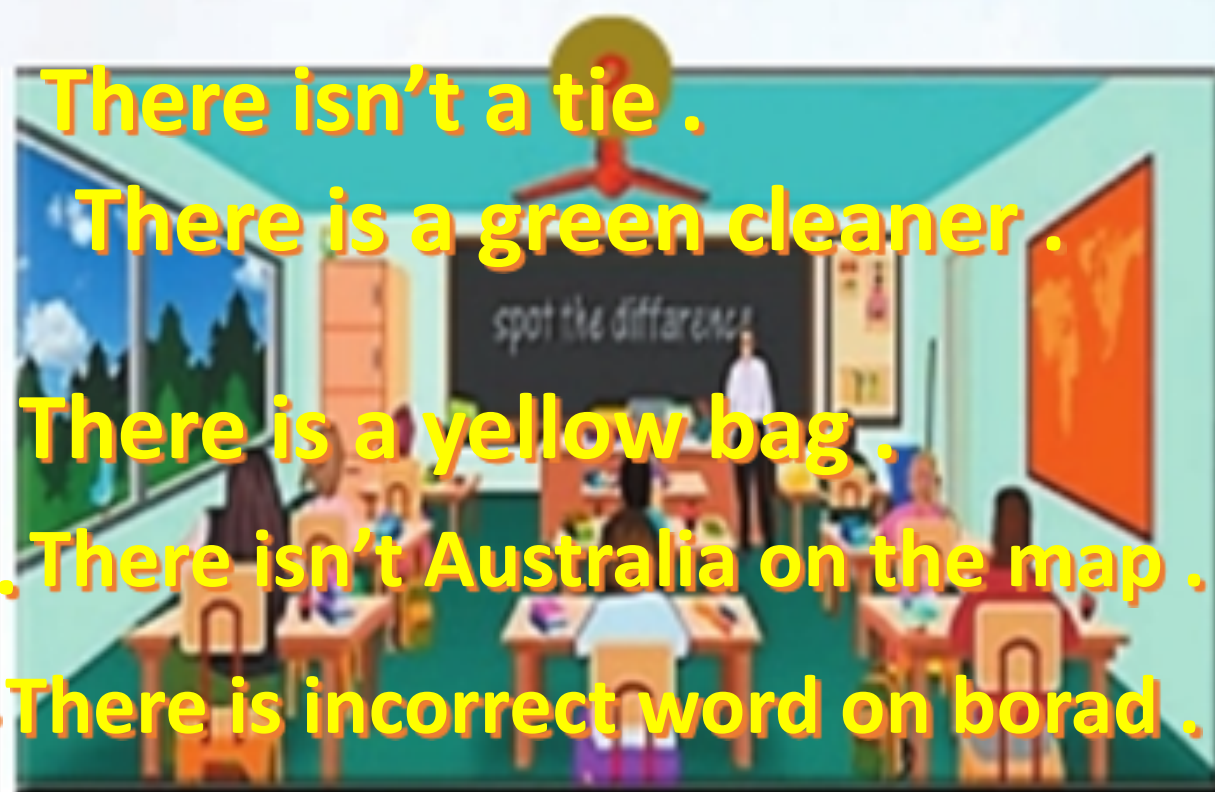 ?
There isn't a tie .
There is a green cleaner .
spot the diffarence
There is a yellow bag .
. There isn't Australia on the map .
There is incorrect word on borad .